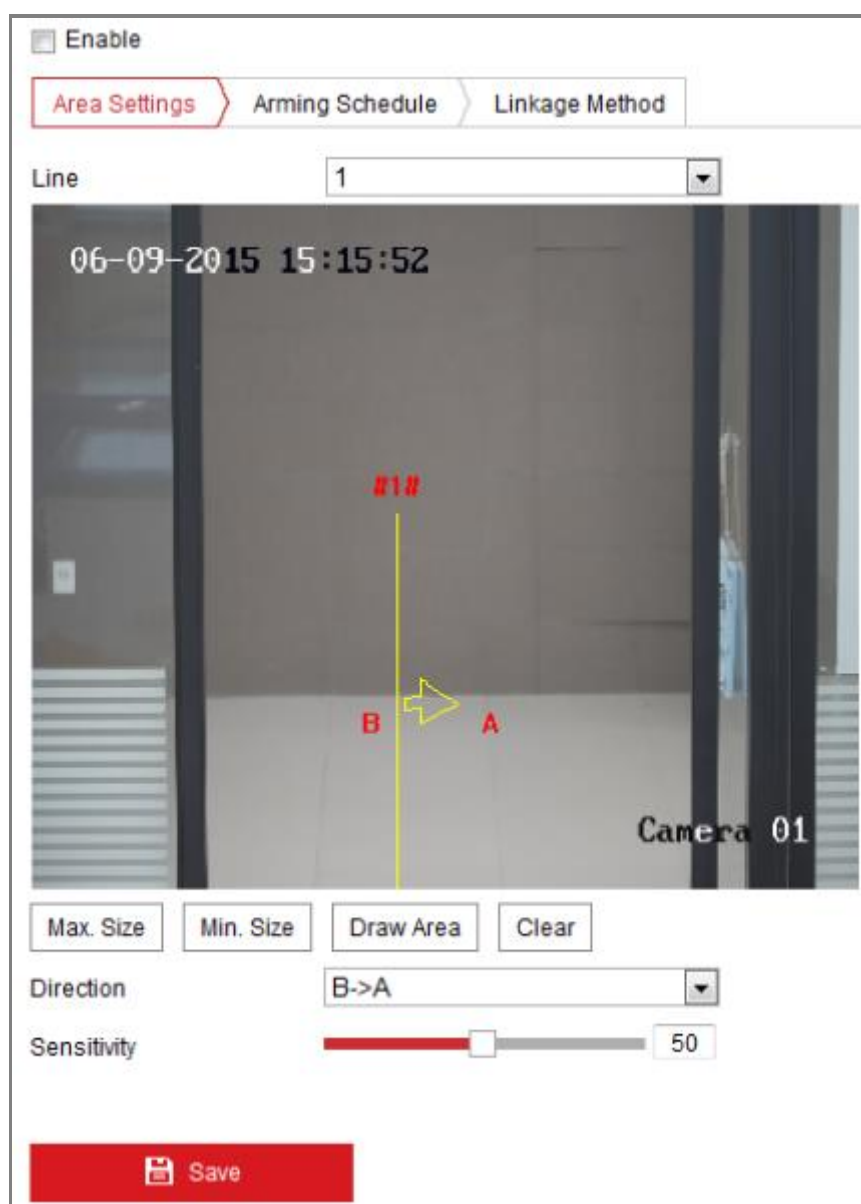 Enable
Area Settings Arming Schedule Linkage Method
Line 1
06-09-2015 15:15:52
#1#
B A
Camera 01
Max. Size Min. Size Draw Area Clear
Direction B->A
Sensitivity 50
Save